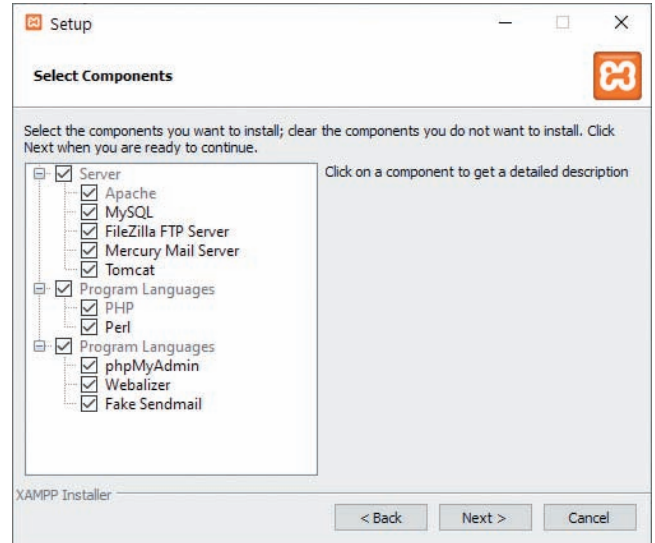 Setup
Select Components
Select the components you want to install; clear the components you do not want to install. Click
Next when you are ready to continue.
Server
Apache
MySQL
FileZilla FTP Server
Mercury Mail Server
Tomcat
Program Languages
PHP
Perl
Program Languages
phpMyAdmin
Webalizer
Fake Sendmail
Click on a component to get a detailed description
XAMPP Installer
< Back
Next >
Cancel